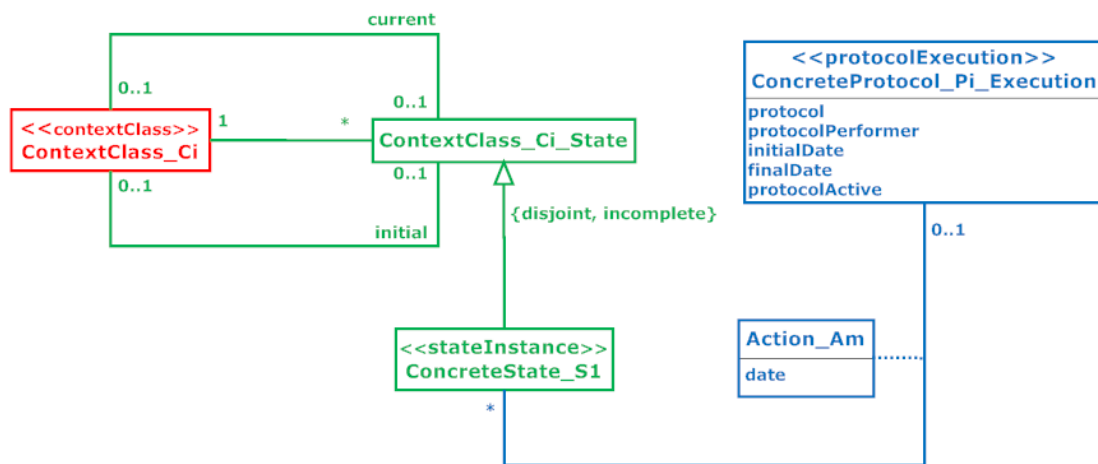 current
<<protocolExecution>>
ConcreteProtocol_Pi_Execution
0..1
0..1
protocol
protocolPerformer
initialDate
finalDate
protocolActive
<<contextClass>>
ContextClass_Ci
1
*
ContextClass_Ci_State
0..1
0..1
{disjoint, incomplete}
initial
0..1
<<stateInstance>>
ConcreteState_S1
Action_Am
date
*